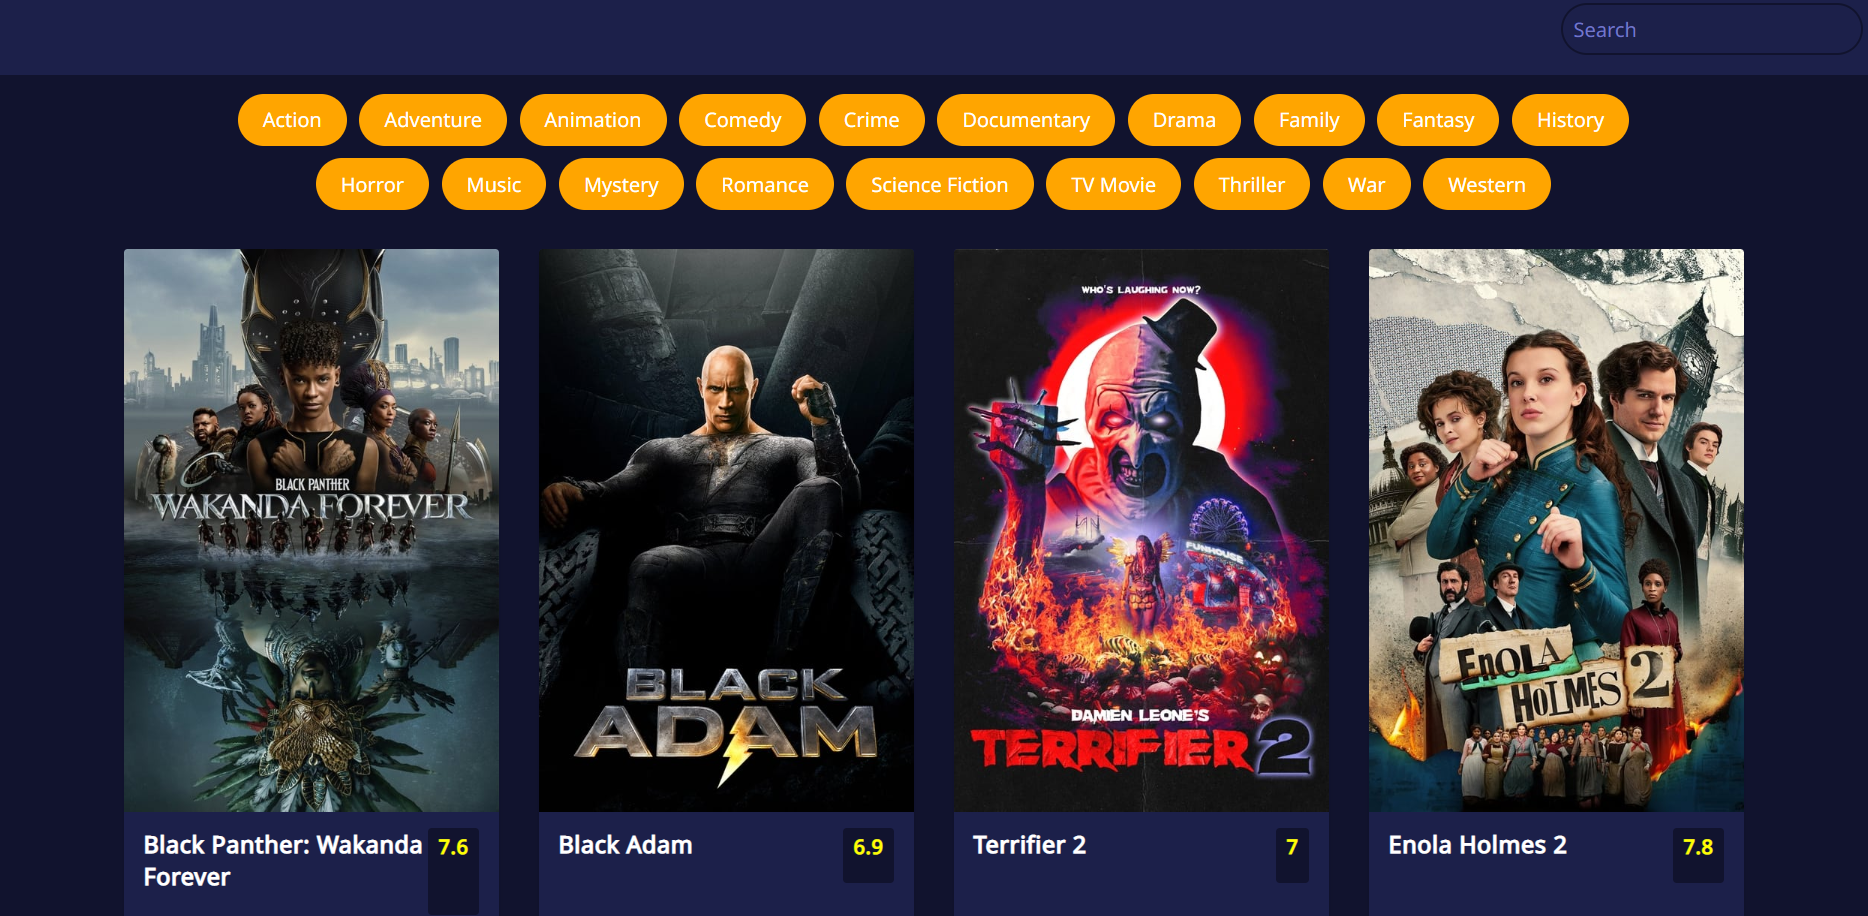 Search
Action Adventure Animation Comedy Crime Documentary Drama Family Fantasy History
Horror Music Mystery Romance Science Fiction TV Movie Thriller War Western
BLACK PANTHER
WAKANDA FOREVER
BLACK
ADAM
WHO'S LAUGHING NOW?
FUNHOUSE
DAMIEN LEONE'S
TERRIFIER 2
ENOLA
HOLMES 2
Black Panther: Wakanda 7.6
Forever
Black Adam 6.9
Terrifier 2 7
Enola Holmes 2 7.8